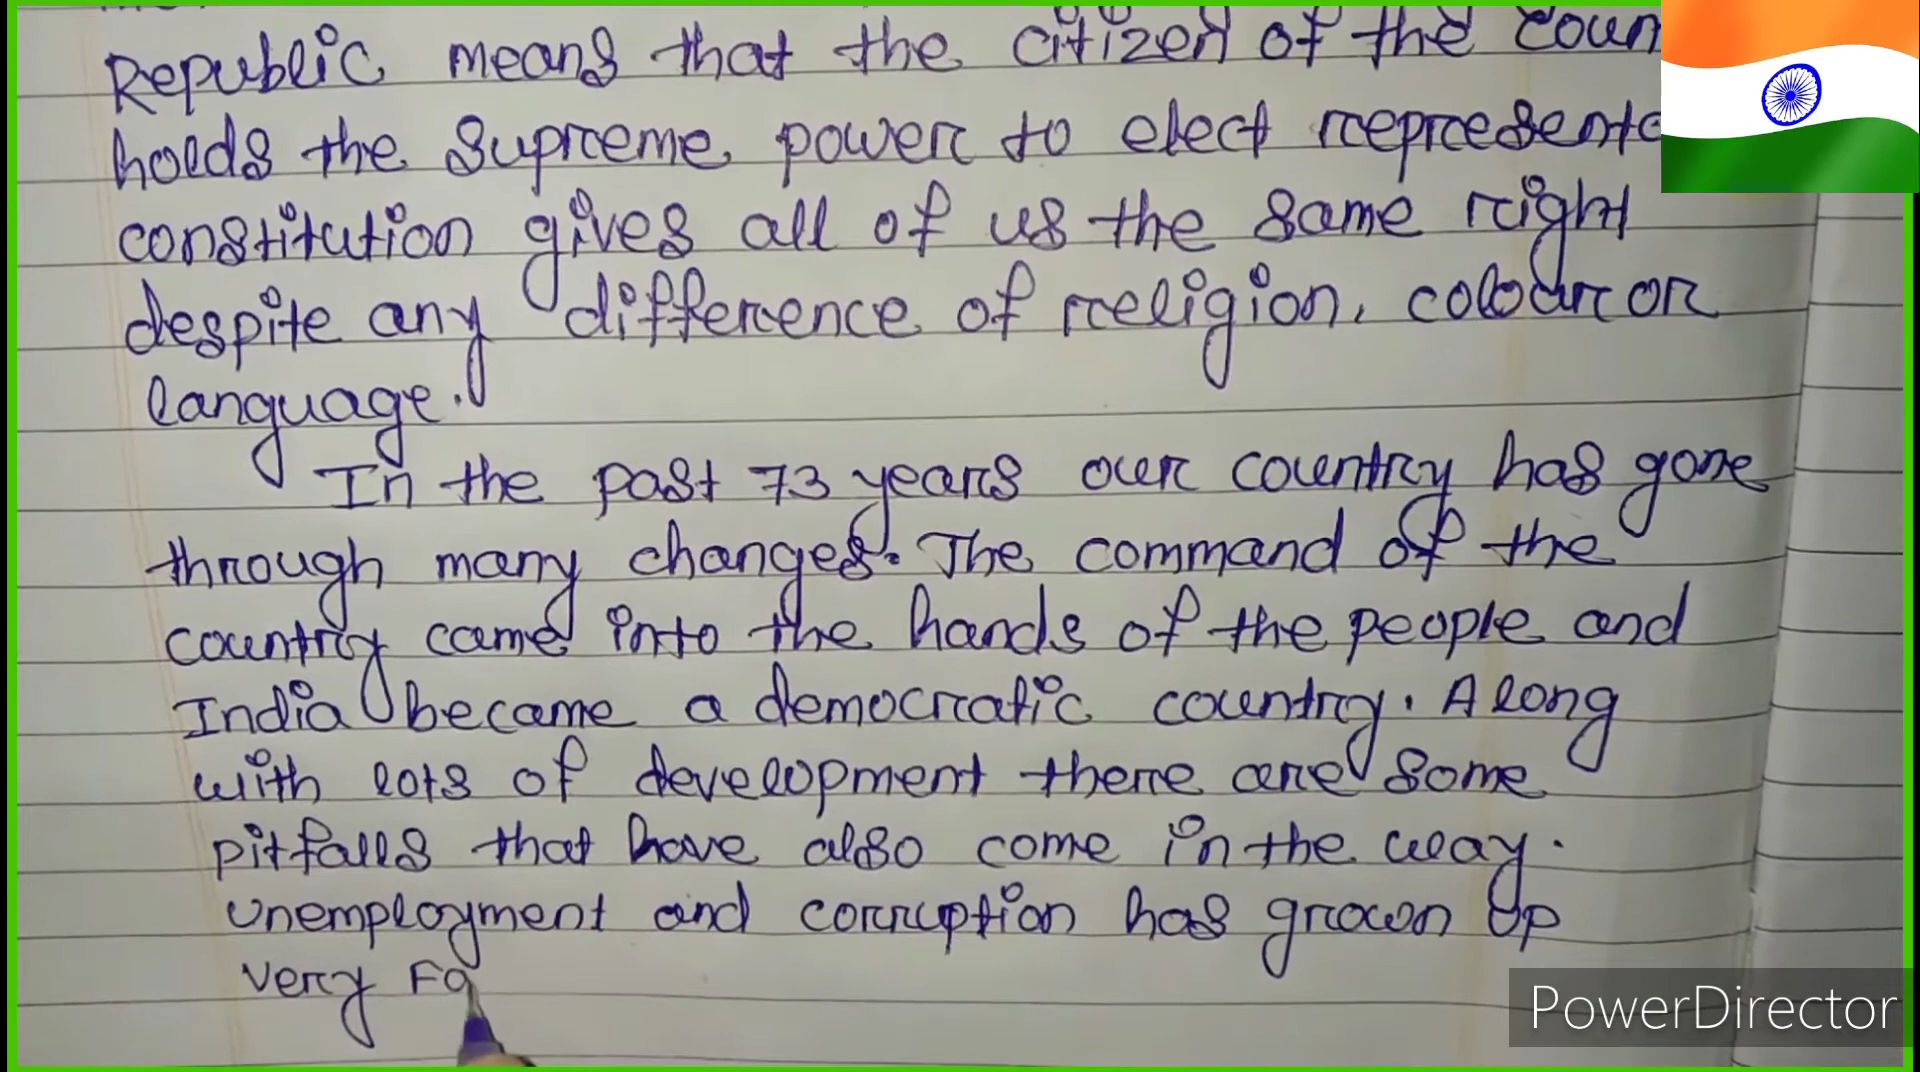 Republic means that the citizen of the coun
holds the Supreme power to elect represente
constitution gives all of us the same right
despite any difference of religion, colour or
language.
In the past 73 years our country has gone
through many changes. The command of the
country came into the hands of the people and
India became a democratic country. Along
with lots of development there are some
pitfalls that have also come in the way.
Unemployment and corruption has grown up
very Fa
PowerDirector